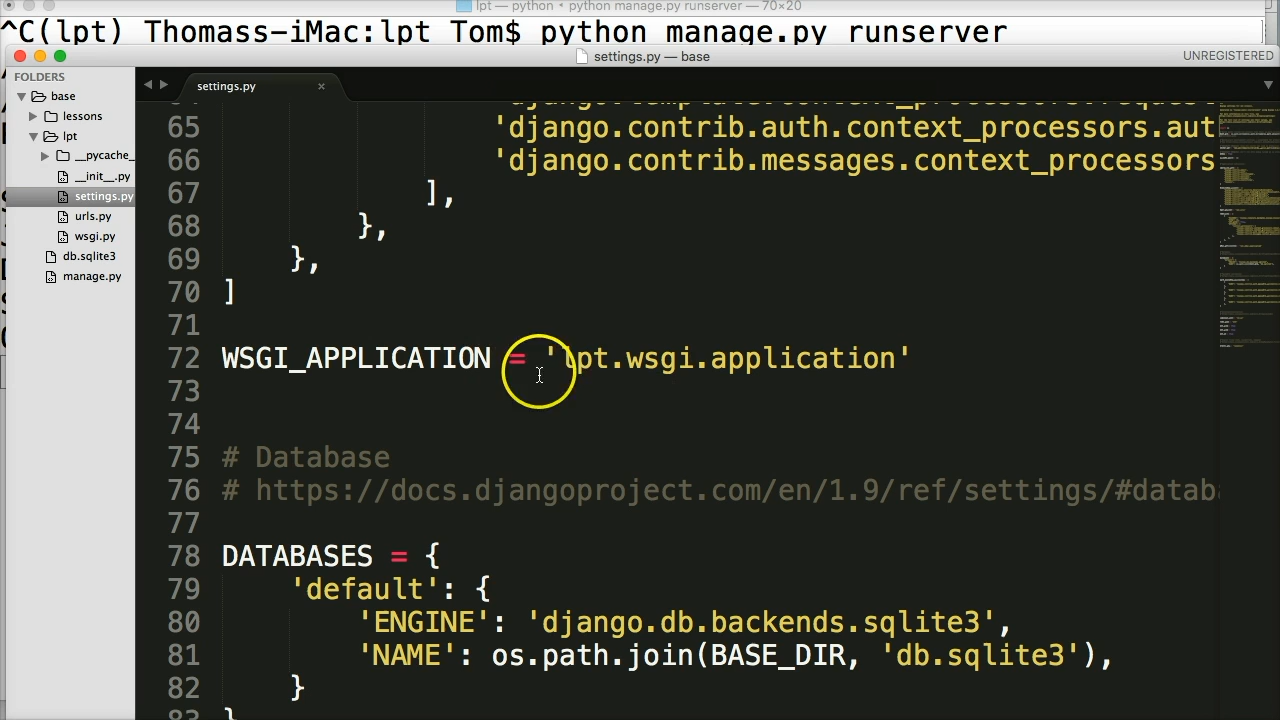 lpt — python • python manage.py runserver — 70×20
^C(lpt) Thomass-iMac:lpt Tom$ python manage.py runserver
settings.py — base
UNREGISTERED
FOLDERS
base
lessons
lpt
__pycache_
__init__.py
settings.py
urls.py
wsgi.py
db.sqlite3
manage.py
settings.py
65 'django.contrib.auth.context_processors.aut
66 'django.contrib.messages.context_processors
67 ],
68 },
69 },
70 ]
71
72 WSGI_APPLICATION = 'lpt.wsgi.application'
73
74
75 # Database
76 # https://docs.djangoproject.com/en/1.9/ref/settings/#datab
77
78 DATABASES = {
79 'default': {
80 'ENGINE': 'django.db.backends.sqlite3',
81 'NAME': os.path.join(BASE_DIR, 'db.sqlite3'),
82 }
83 }